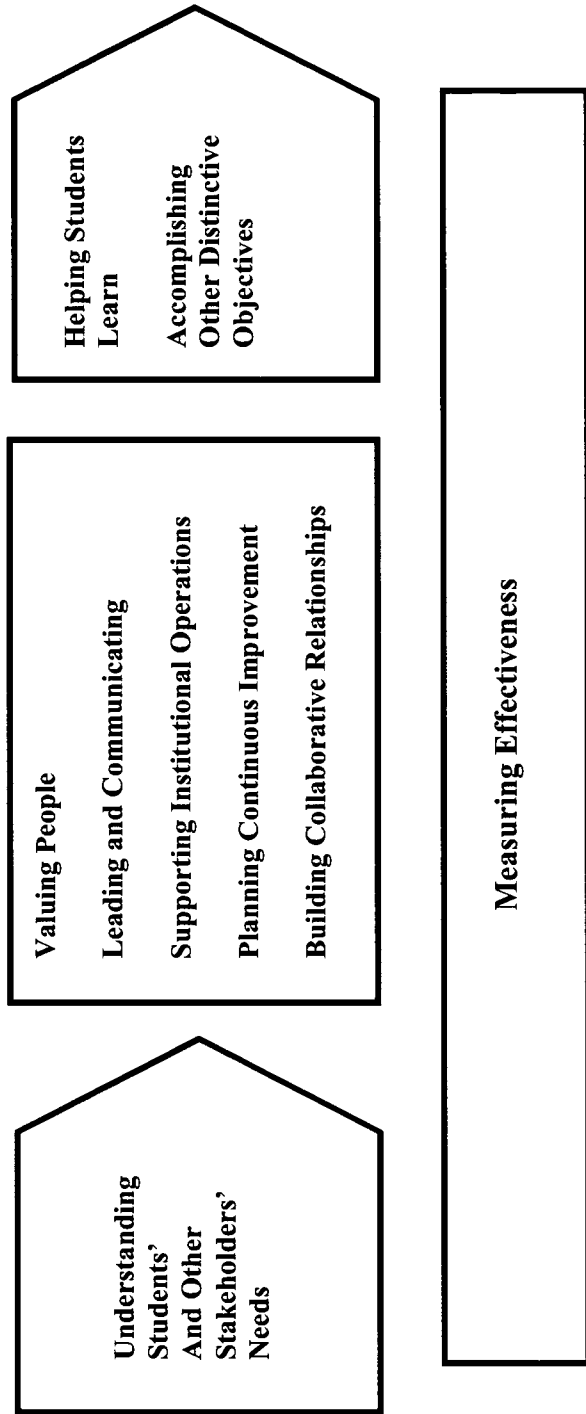 Understanding
Students’
And Other
Stakeholders’
Needs
Valuing People
Leading and Communicating
Supporting Institutional Operations
Planning Continuous Improvement
Building Collaborative Relationships
Helping Students
Learn
Accomplishing
Other Distinctive
Objectives
Measuring Effectiveness